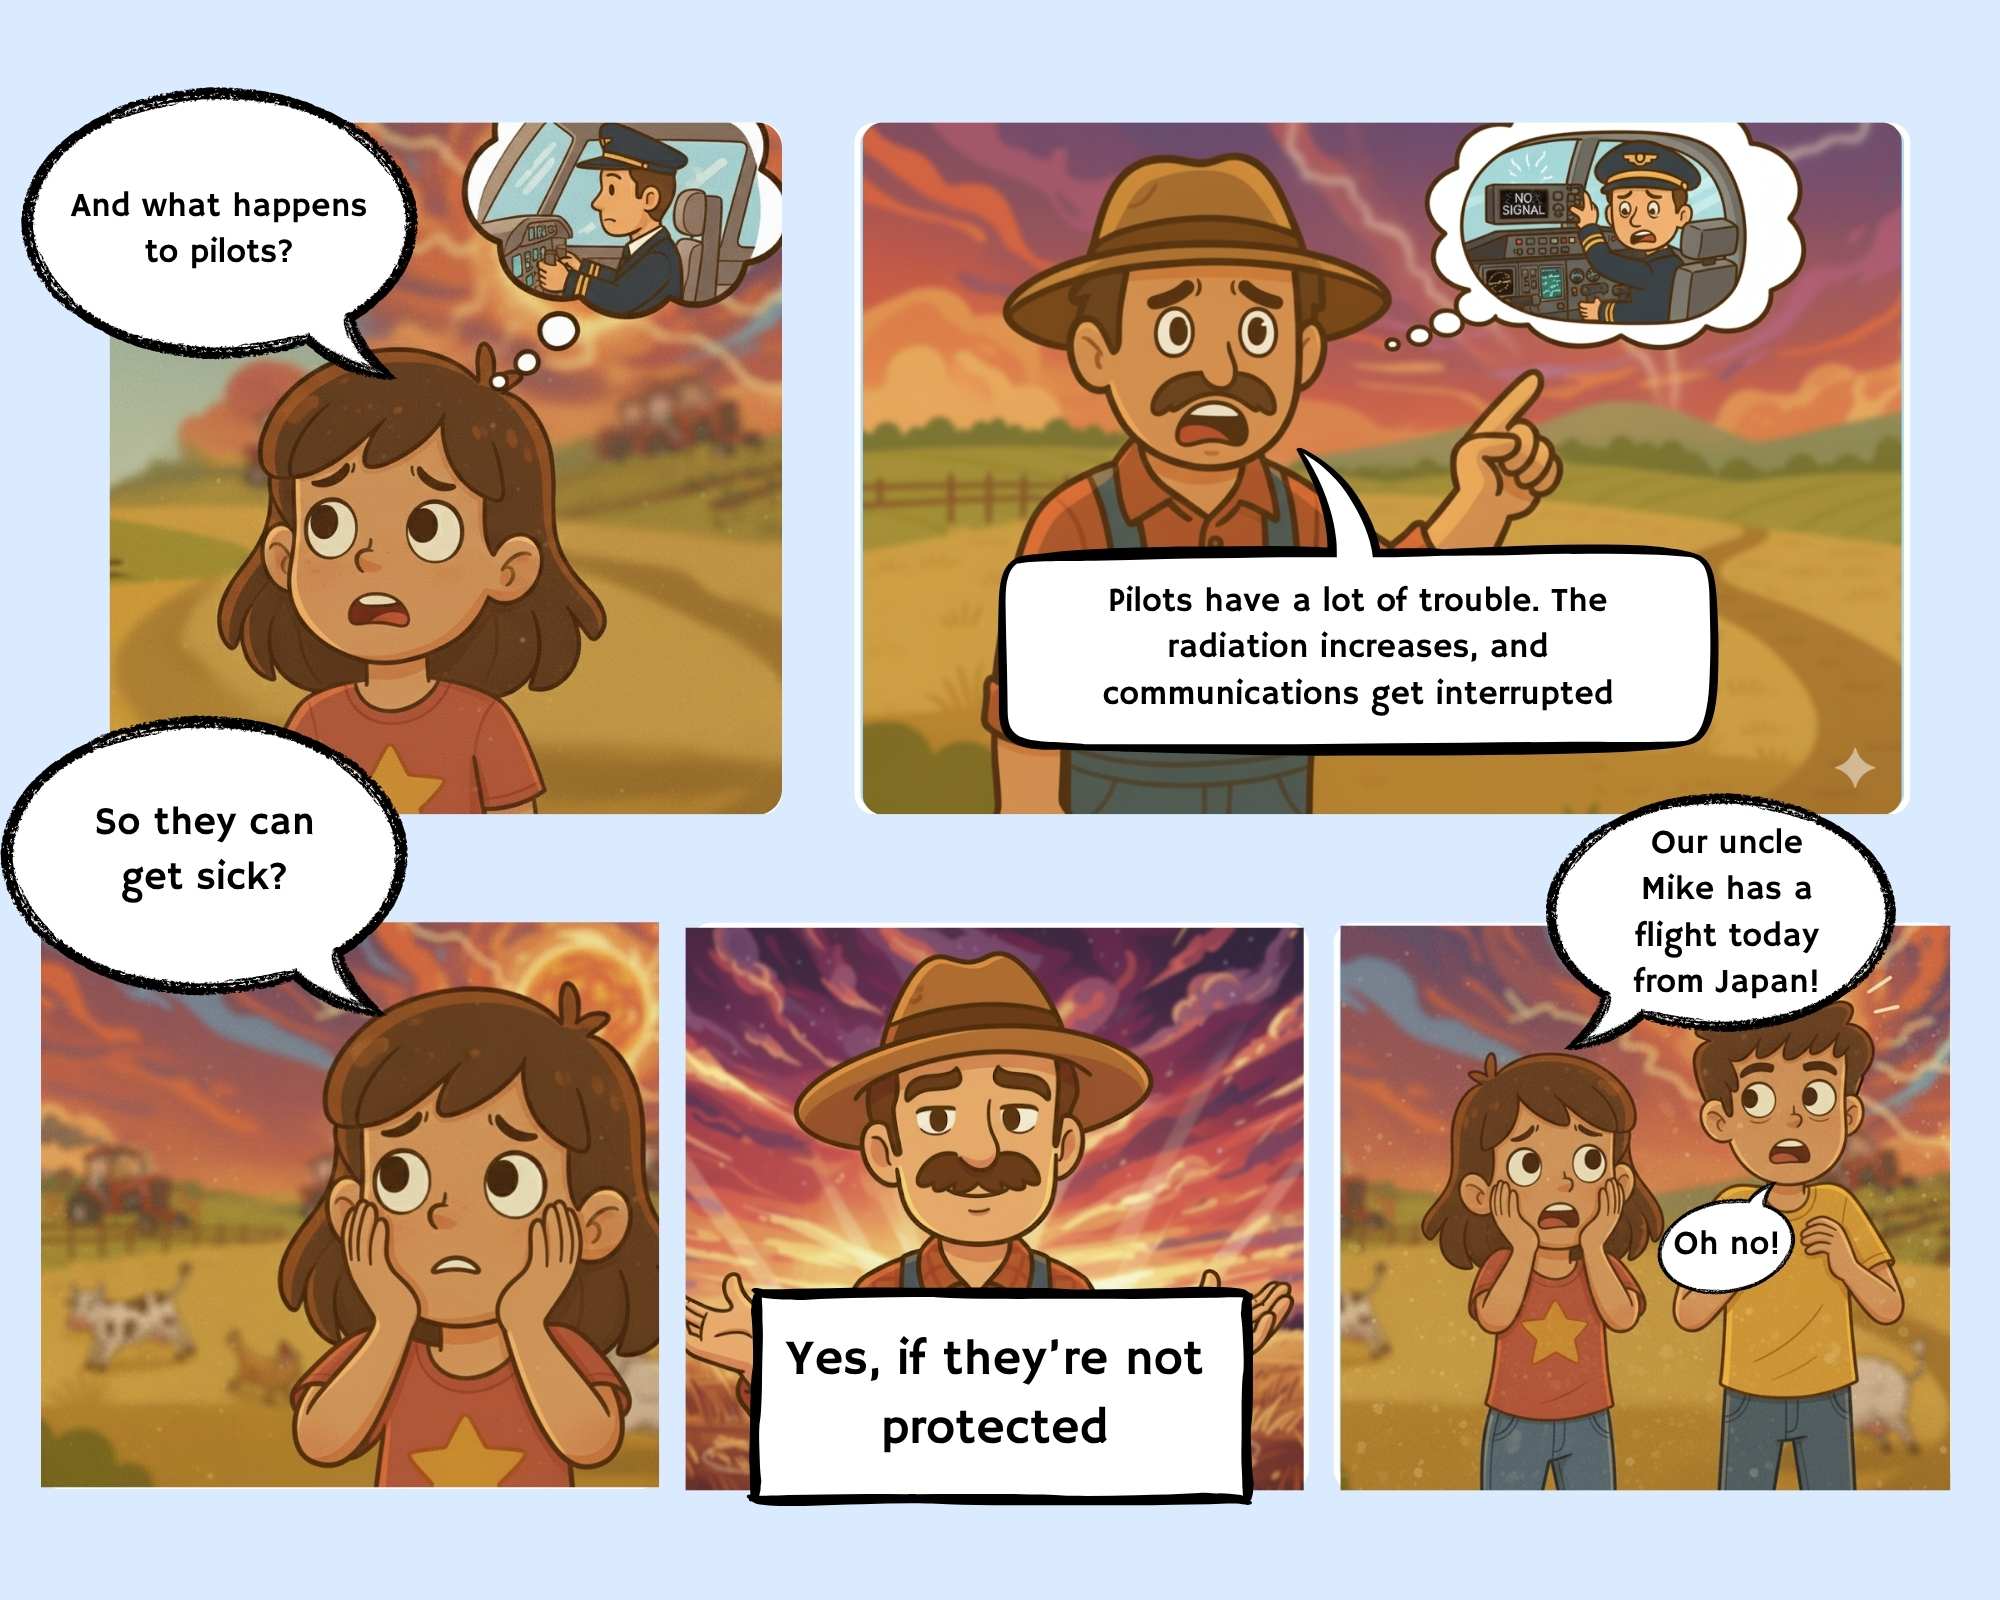 And what happens
to pilots?
NO
SIGNAL
Pilots have a lot of trouble. The
radiation increases, and
communications get interrupted
So they can
get sick?
Yes, if they're not
protected
Our uncle
Mike has a
flight today
from Japan!
Oh no!